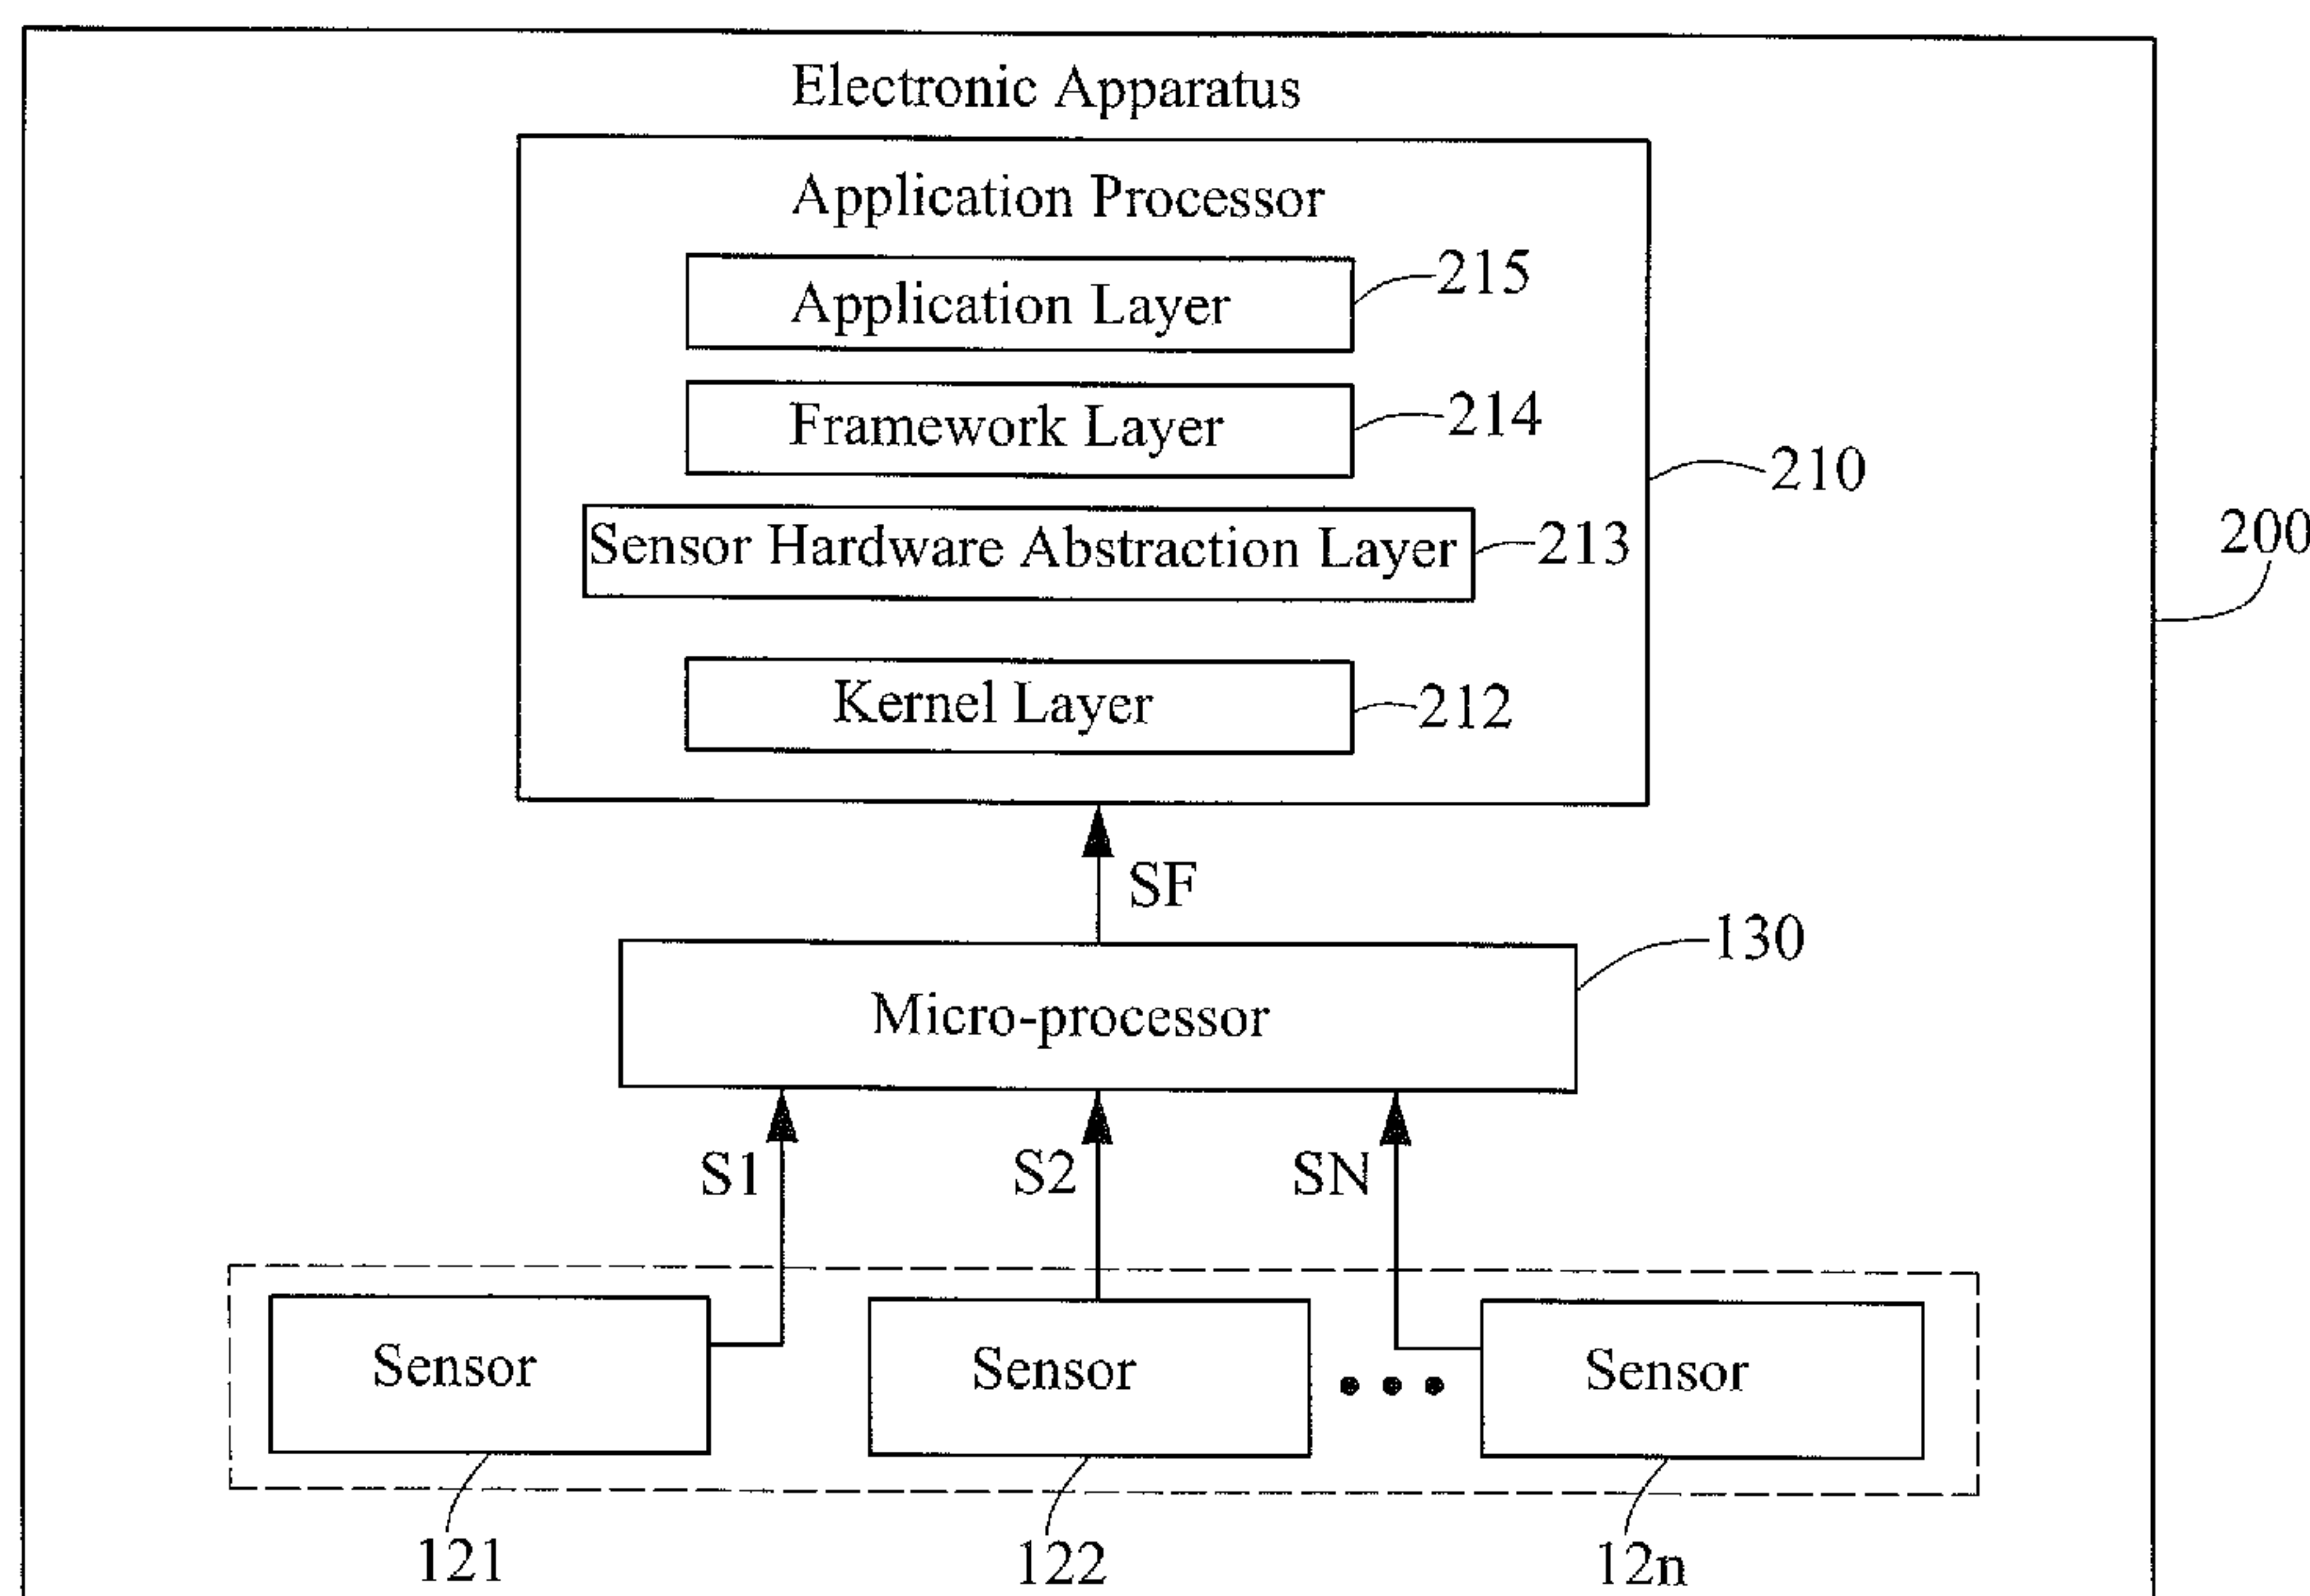 Electronic Apparatus
Application Processor
Application Layer
215
Framework Layer
214
210
Sensor Hardware Abstraction Layer
213
200
Kernel Layer
212
SF
130
Micro-processor
S1
S2
SN
Sensor
Sensor
Sensor
121
122
12n